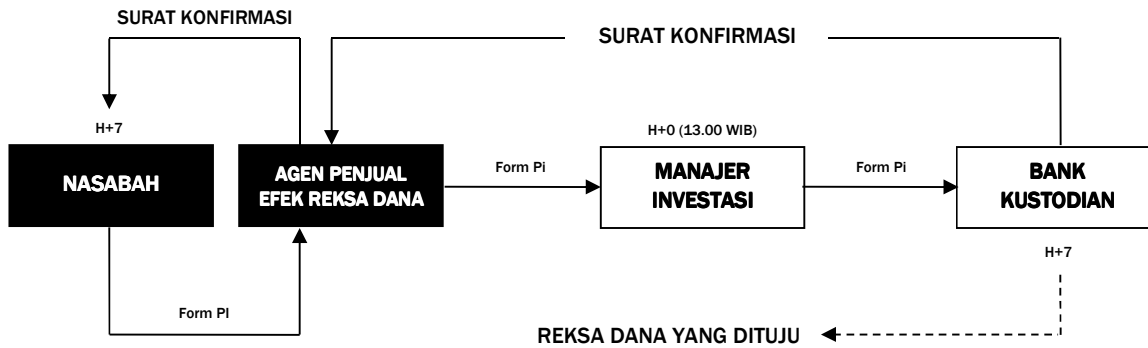 SURAT KONFIRMASI
SURAT KONFIRMASI
H+7
H+0 (13.00 WIB)
NASABAH
AGEN PENJUAL
EFEK REKSA DANA
Form Pi
MANAJER
INVESTASI
Form Pi
BANK
KUSTODIAN
H+7
Form PI
REKSA DANA YANG DITUJU